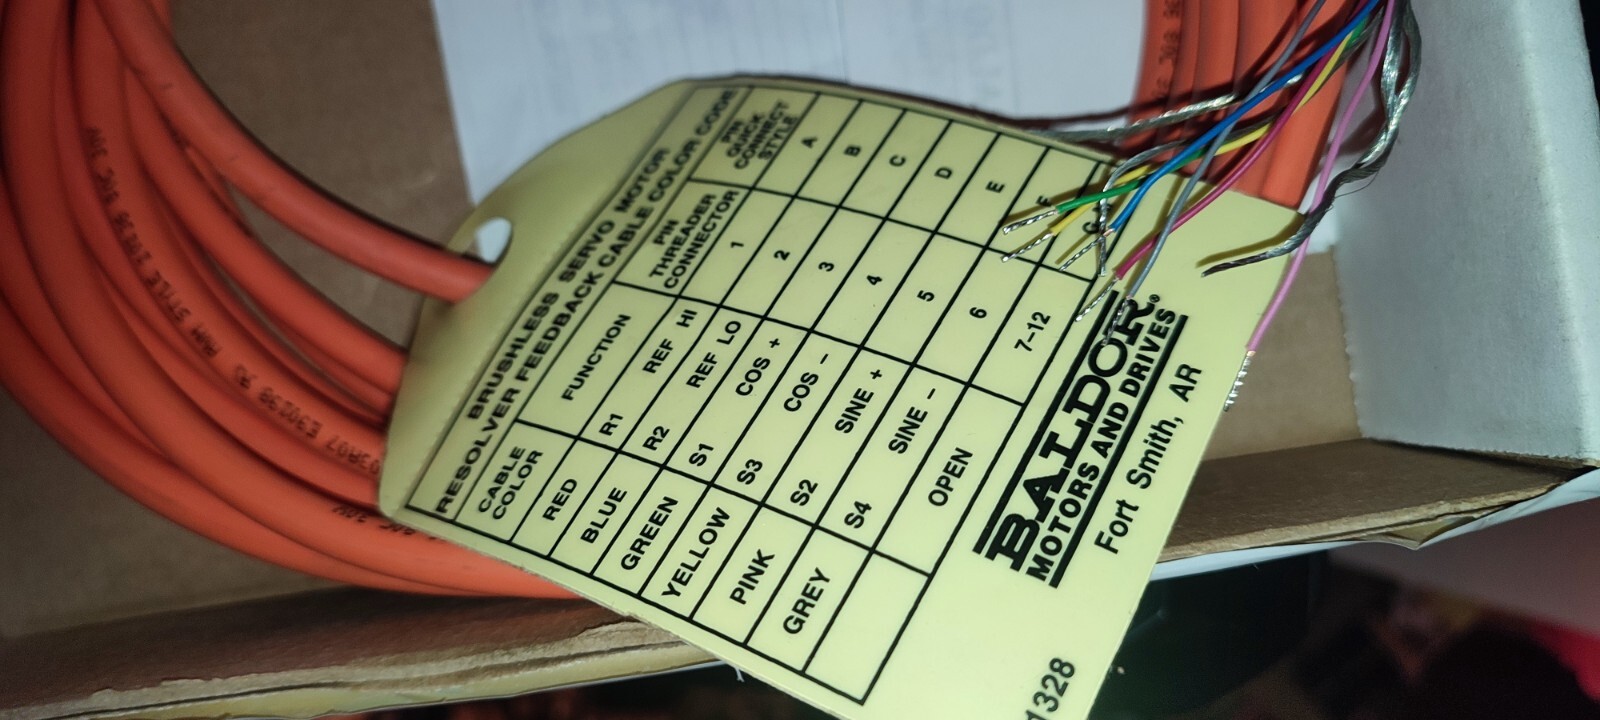 BRUSHLESS SERVO MOTOR
RESOLVER FEEDBACK CABLE COLOR CODE
CABLE COLOR FUNCTION PIN THREADER CONNECTOR PIN QUICK CONNECT STYLE
RED R1 REF HI 1 A
BLUE R2 REF LO 2 B
GREEN S1 COS + 3 C
YELLOW S3 COS – 4 D
PINK S2 SINE + 5 E
GREY S4 SINE – 6 F
OPEN 7–12 G
BALDOR®
MOTORS AND DRIVES
Fort Smith, AR
1328